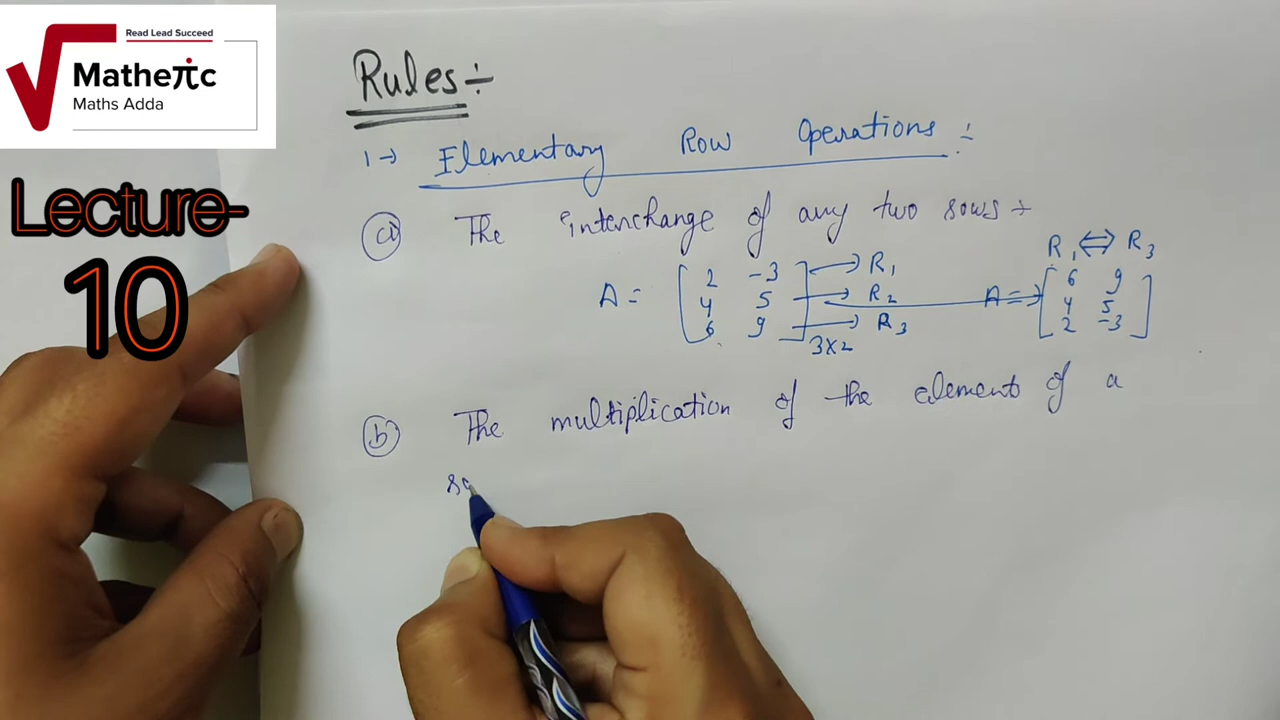 Read Lead Succeed
Matheπc
Maths Adda
Lecture-
10
Rules÷
1→ Elementary Row Operations ÷
(a) The interchange of any two rows ÷
R1 ⇔ R3
A = [ 2 -3 ] → R1
[ 4 5 ] → R2
[ 6 9 ] → R3
3×2
A = [ 6 9 ]
[ 4 5 ]
[ 2 -3 ]
(b) The multiplication of the elements of a